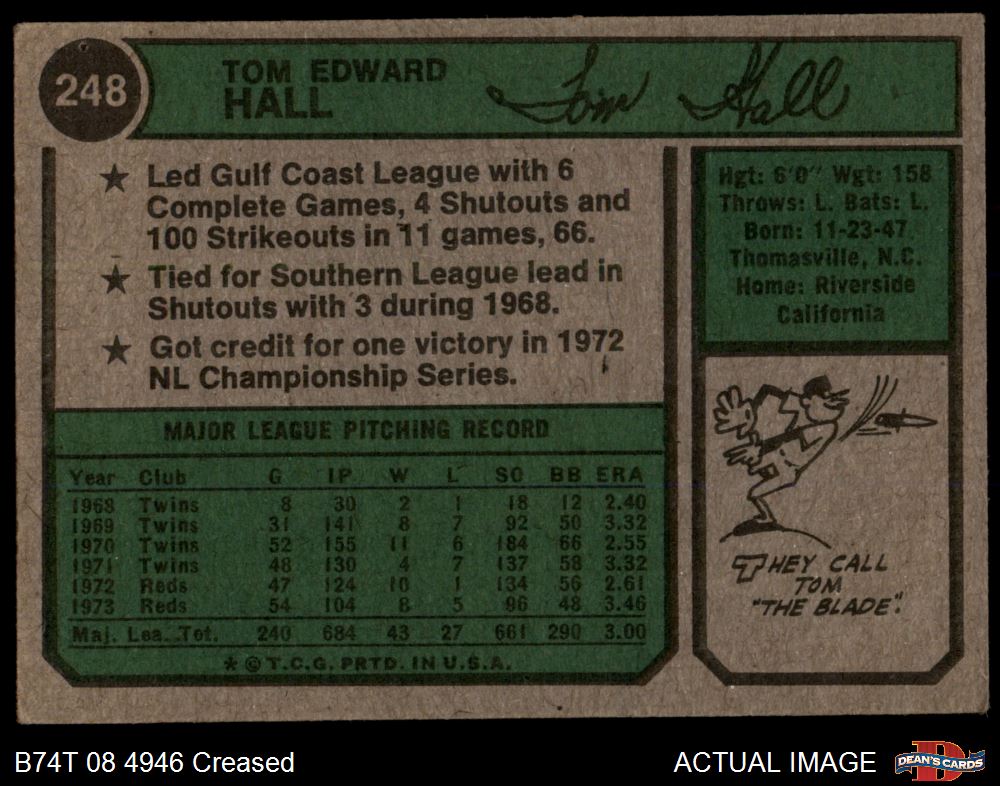 248
TOM EDWARD
HALL
Tom Hall
★ Led Gulf Coast League with 6
Complete Games, 4 Shutouts and
100 Strikeouts in 11 games, 66.
★ Tied for Southern League lead in
Shutouts with 3 during 1968.
★ Got credit for one victory in 1972
NL Championship Series.
Hgt: 6'0" Wgt: 158
Throws: L. Bats: L.
Born: 11-23-47
Thomasville, N.C.
Home: Riverside
California
MAJOR LEAGUE PITCHING RECORD
Year Club G IP W L SO BB ERA
1968 Twins 8 30 2 1 18 12 2.40
1969 Twins 31 141 8 7 92 50 3.32
1970 Twins 52 155 11 6 184 66 2.55
1971 Twins 48 130 4 7 137 58 3.32
1972 Reds 47 124 10 1 134 56 2.61
1973 Reds 54 104 8 5 96 48 3.46
Maj. Lea. Tot. 240 684 43 27 661 290 3.00
★ © T.C.G. PRTD. IN U.S.A.
THEY CALL
TOM
"THE BLADE".
B74T 08 4946 Creased
ACTUAL IMAGE
DEAN'S CARDS